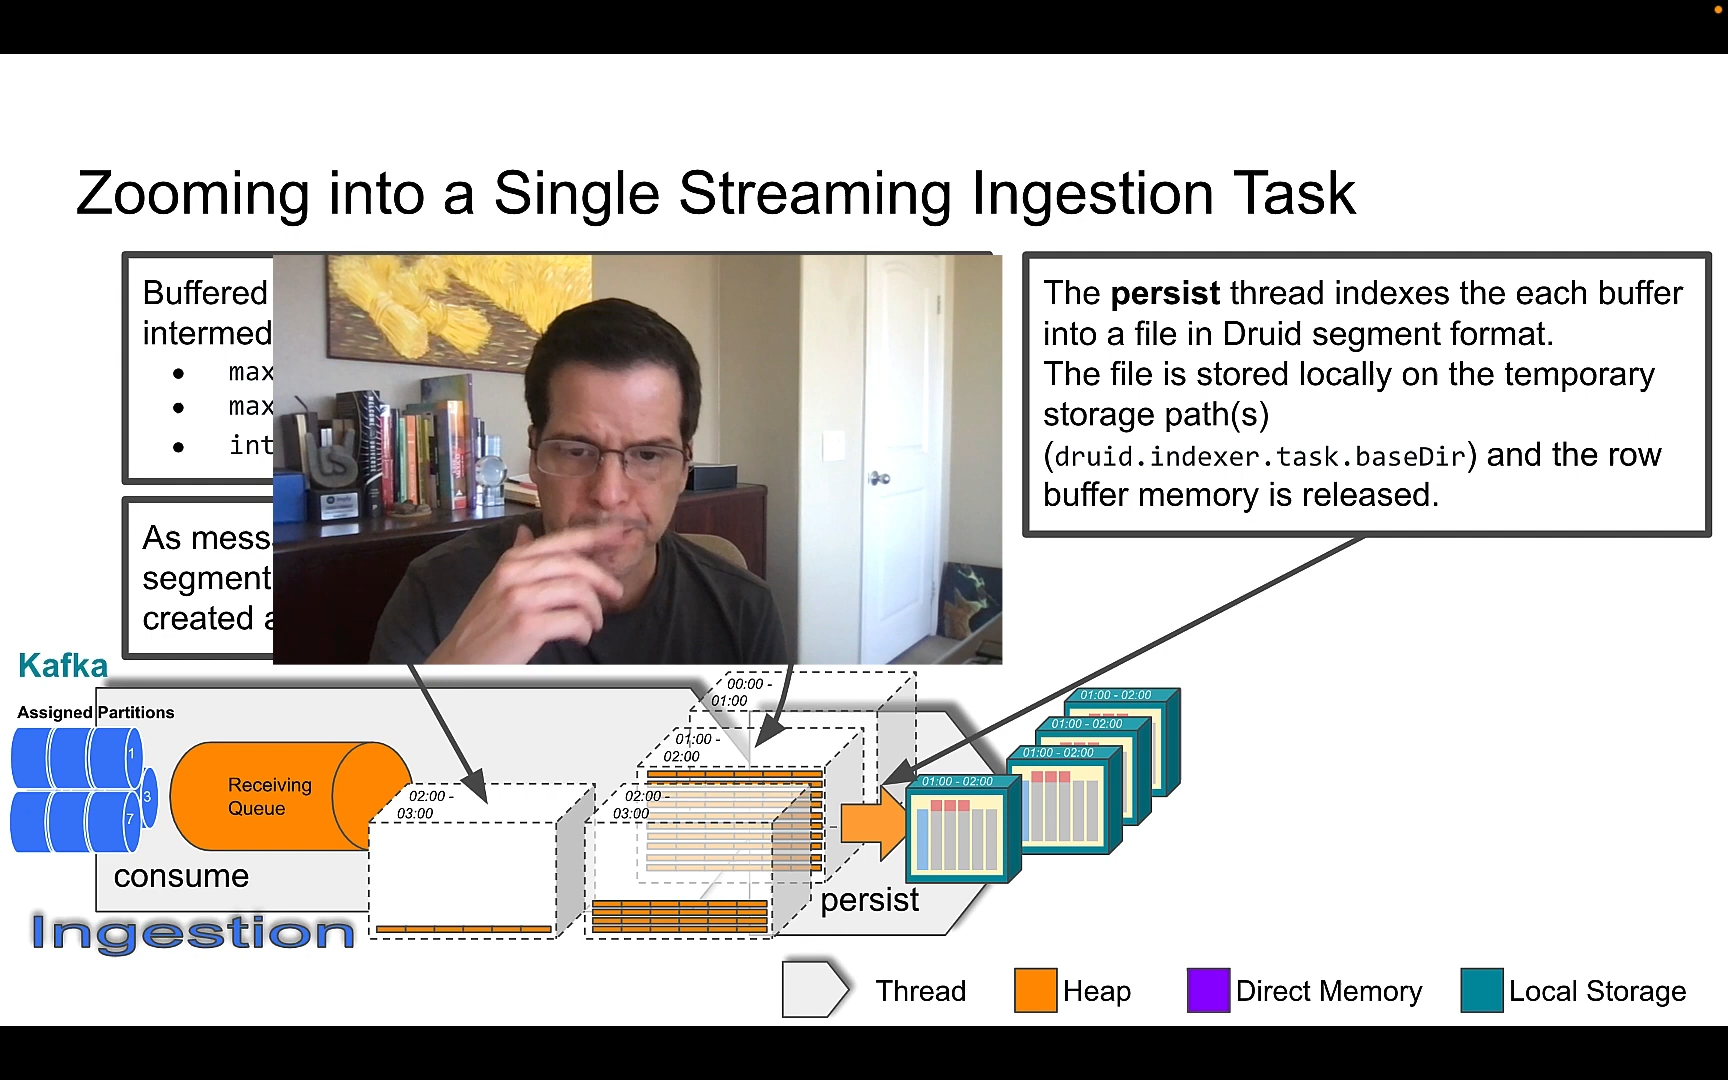 Zooming into a Single Streaming Ingestion Task
Buffered
intermed
● max
● max
● int
As mess
segment
created a
The persist thread indexes the each buffer
into a file in Druid segment format.
The file is stored locally on the temporary
storage path(s)
(druid.indexer.task.baseDir) and the row
buffer memory is released.
Kafka
Assigned Partitions
1
3
7
Receiving
Queue
consume
Ingestion
02:00 -
03:00
02:00 -
03:00
01:00 -
02:00
00:00 -
01:00
persist
01:00 - 02:00
01:00 - 02:00
01:00 - 02:00
01:00 - 02:00
Thread
Heap
Direct Memory
Local Storage